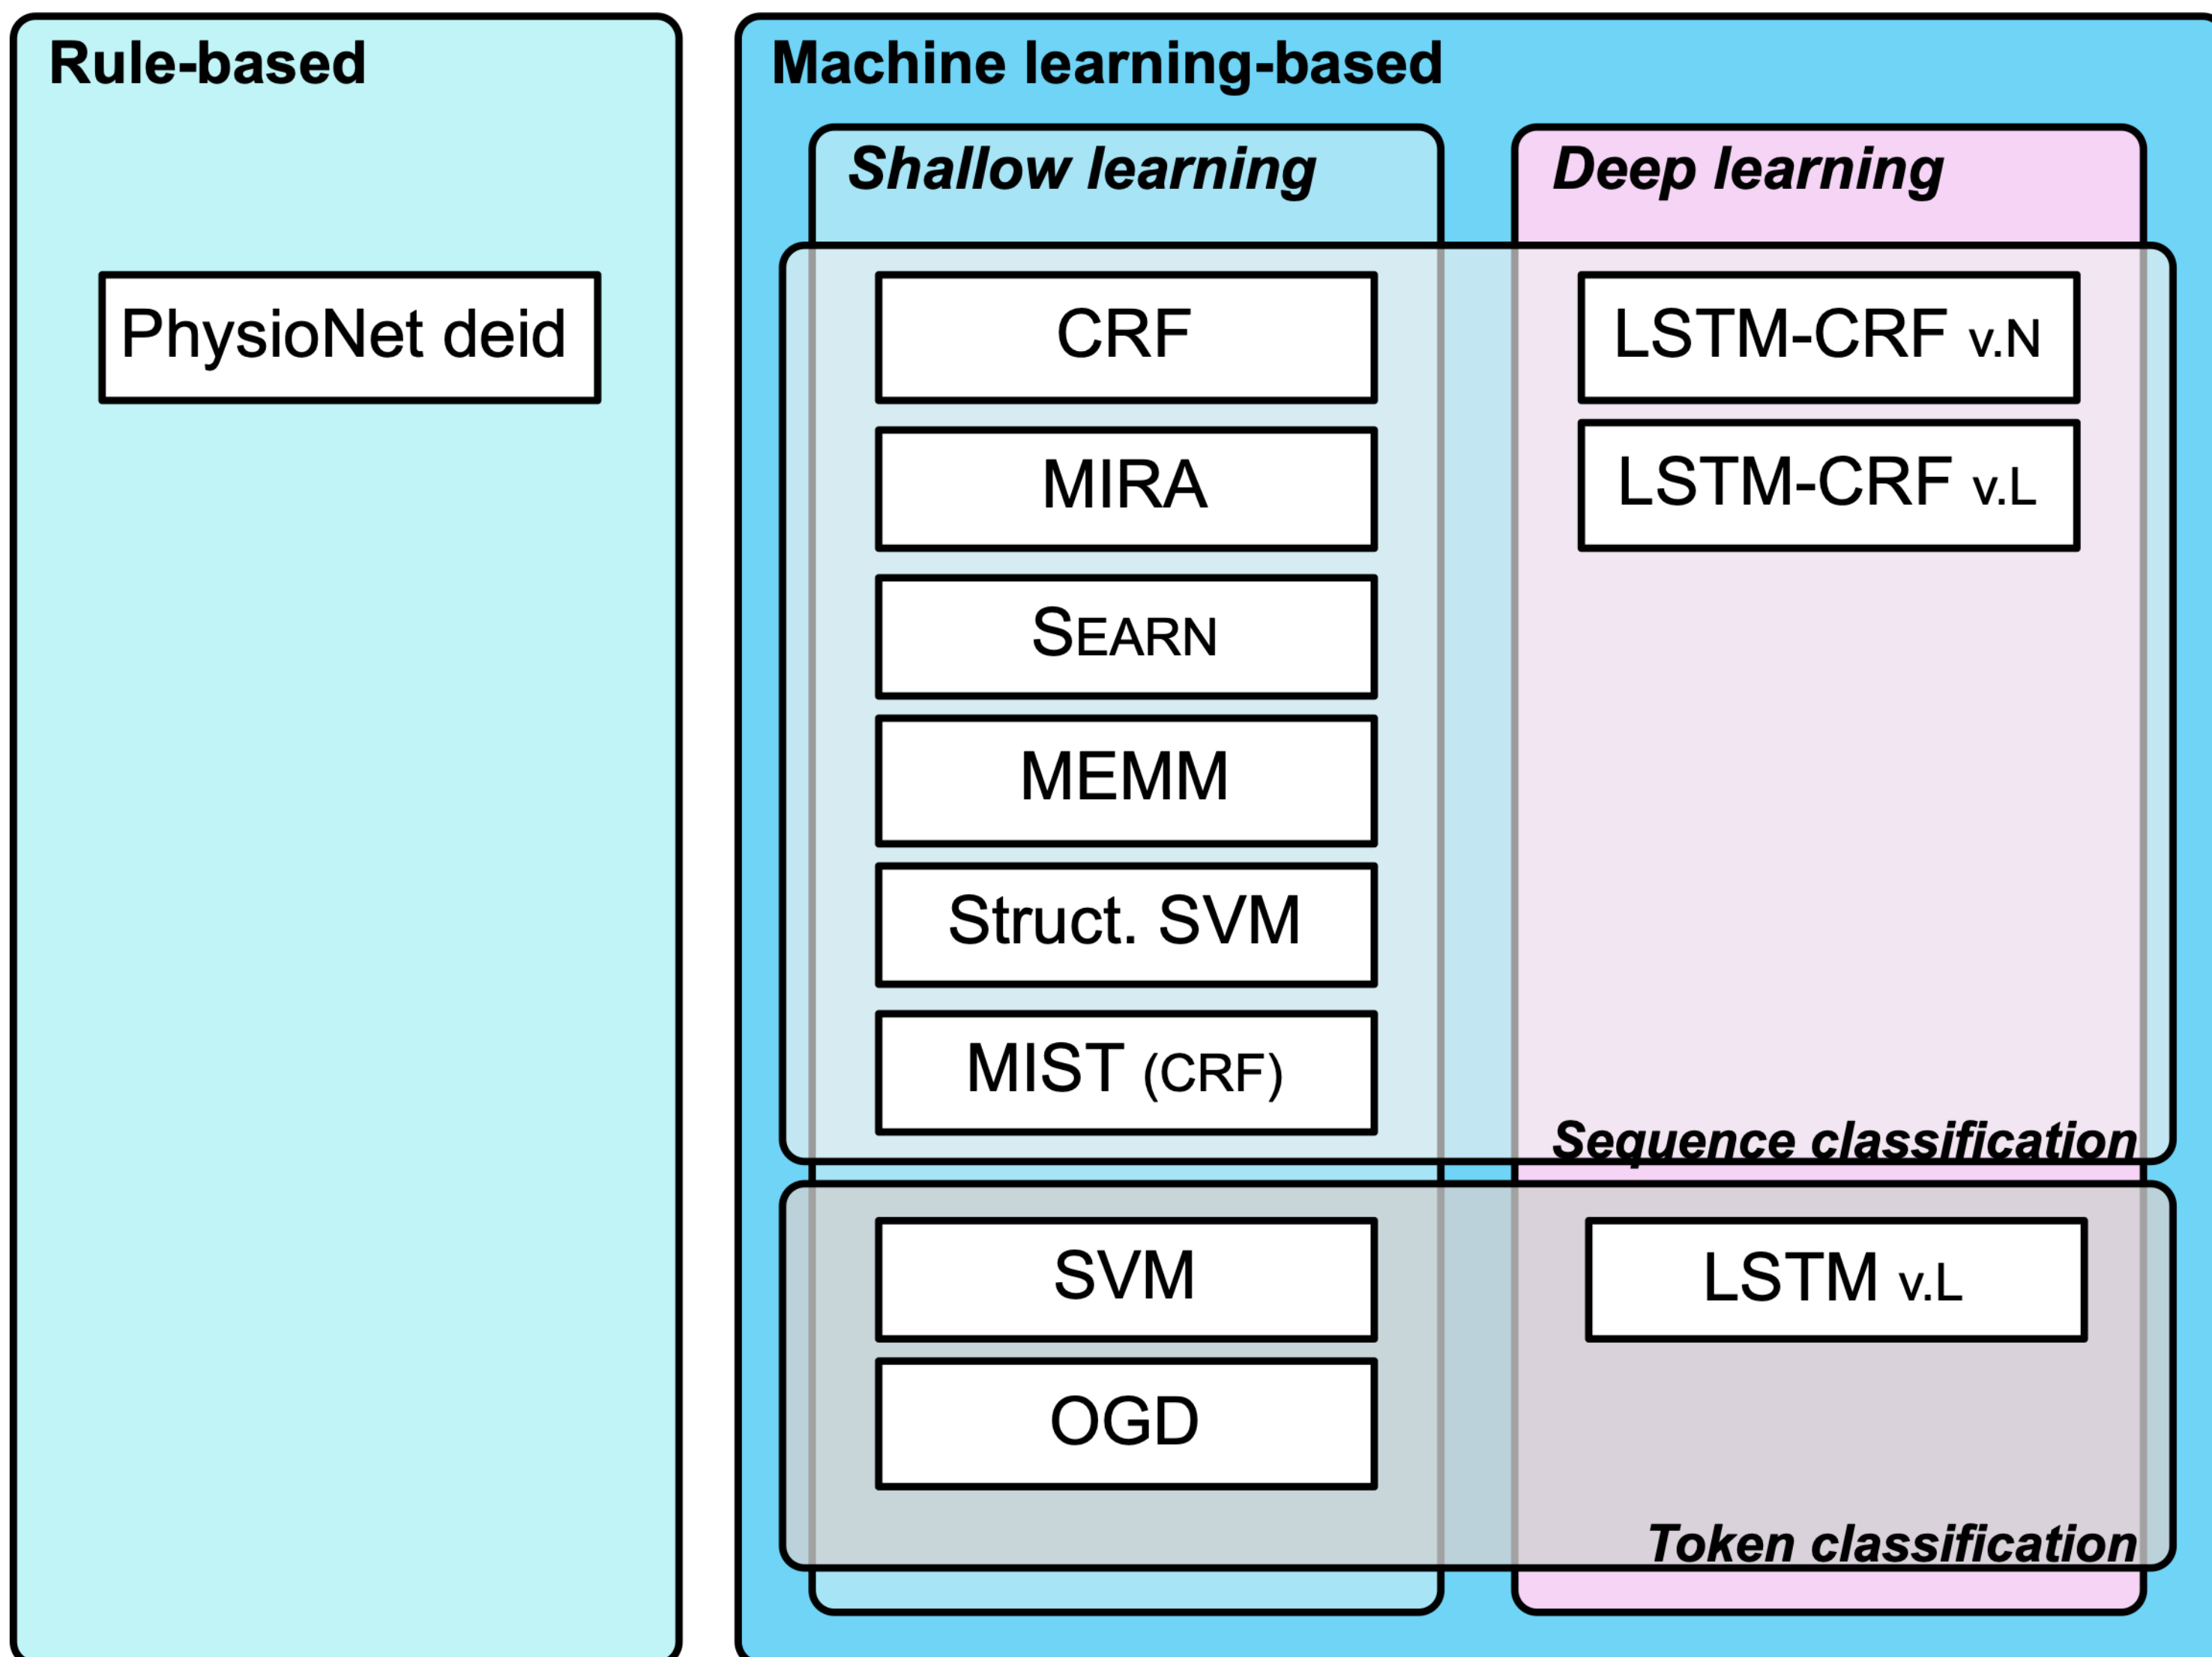 Rule-based
PhysioNet deid
Machine learning-based
Shallow learning
Deep learning
CRF
MIRA
SEARN
MEMM
Struct. SVM
MIST (CRF)
LSTM-CRF v.N
LSTM-CRF v.L
Sequence classification
SVM
OGD
LSTM v.L
Token classification